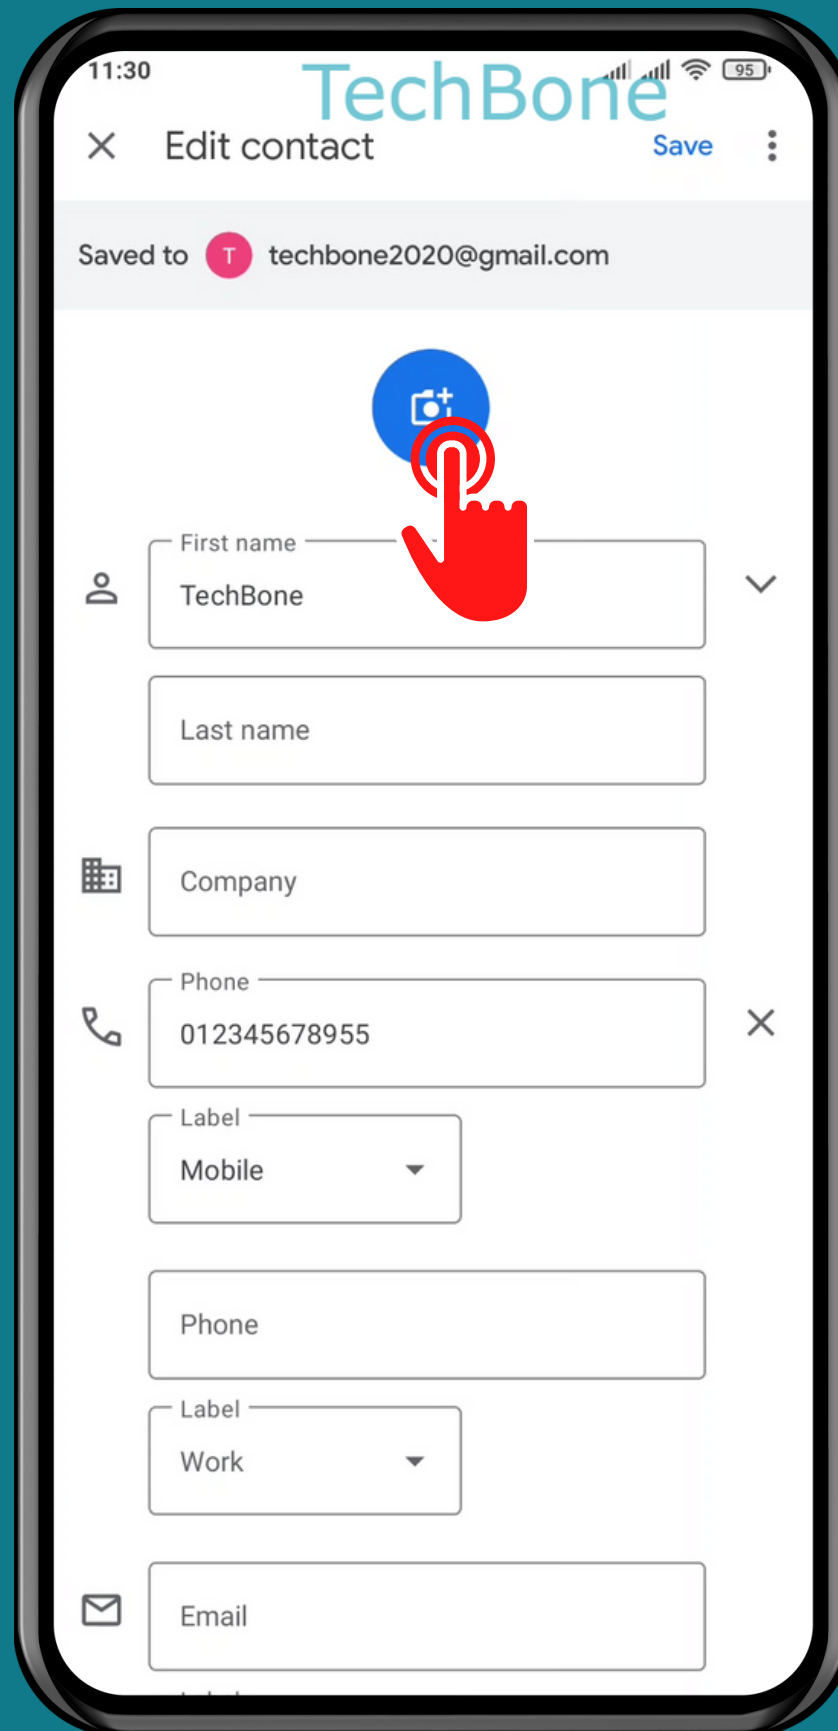 11:30 95
TechBone
Edit contact Save
Saved to T techbone2020@gmail.com
First name
TechBone
Last name
Company
Phone
012345678955
Label
Mobile
Phone
Label
Work
Email